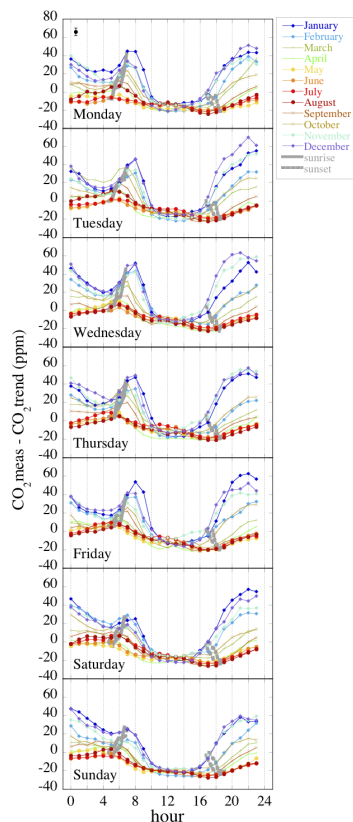 January
February
March
April
May
June
July
August
September
October
November
December
sunrise
sunset
CO2meas - CO2trend (ppm)
60
40
20
0
-20
-40
Monday
60
40
20
0
-20
-40
Tuesday
60
40
20
0
-20
-40
Wednesday
60
40
20
0
-20
-40
Thursday
60
40
20
0
-20
-40
Friday
60
40
20
0
-20
-40
Saturday
60
40
20
0
-20
-40
Sunday
0 4 8 12 16 20 24
hour